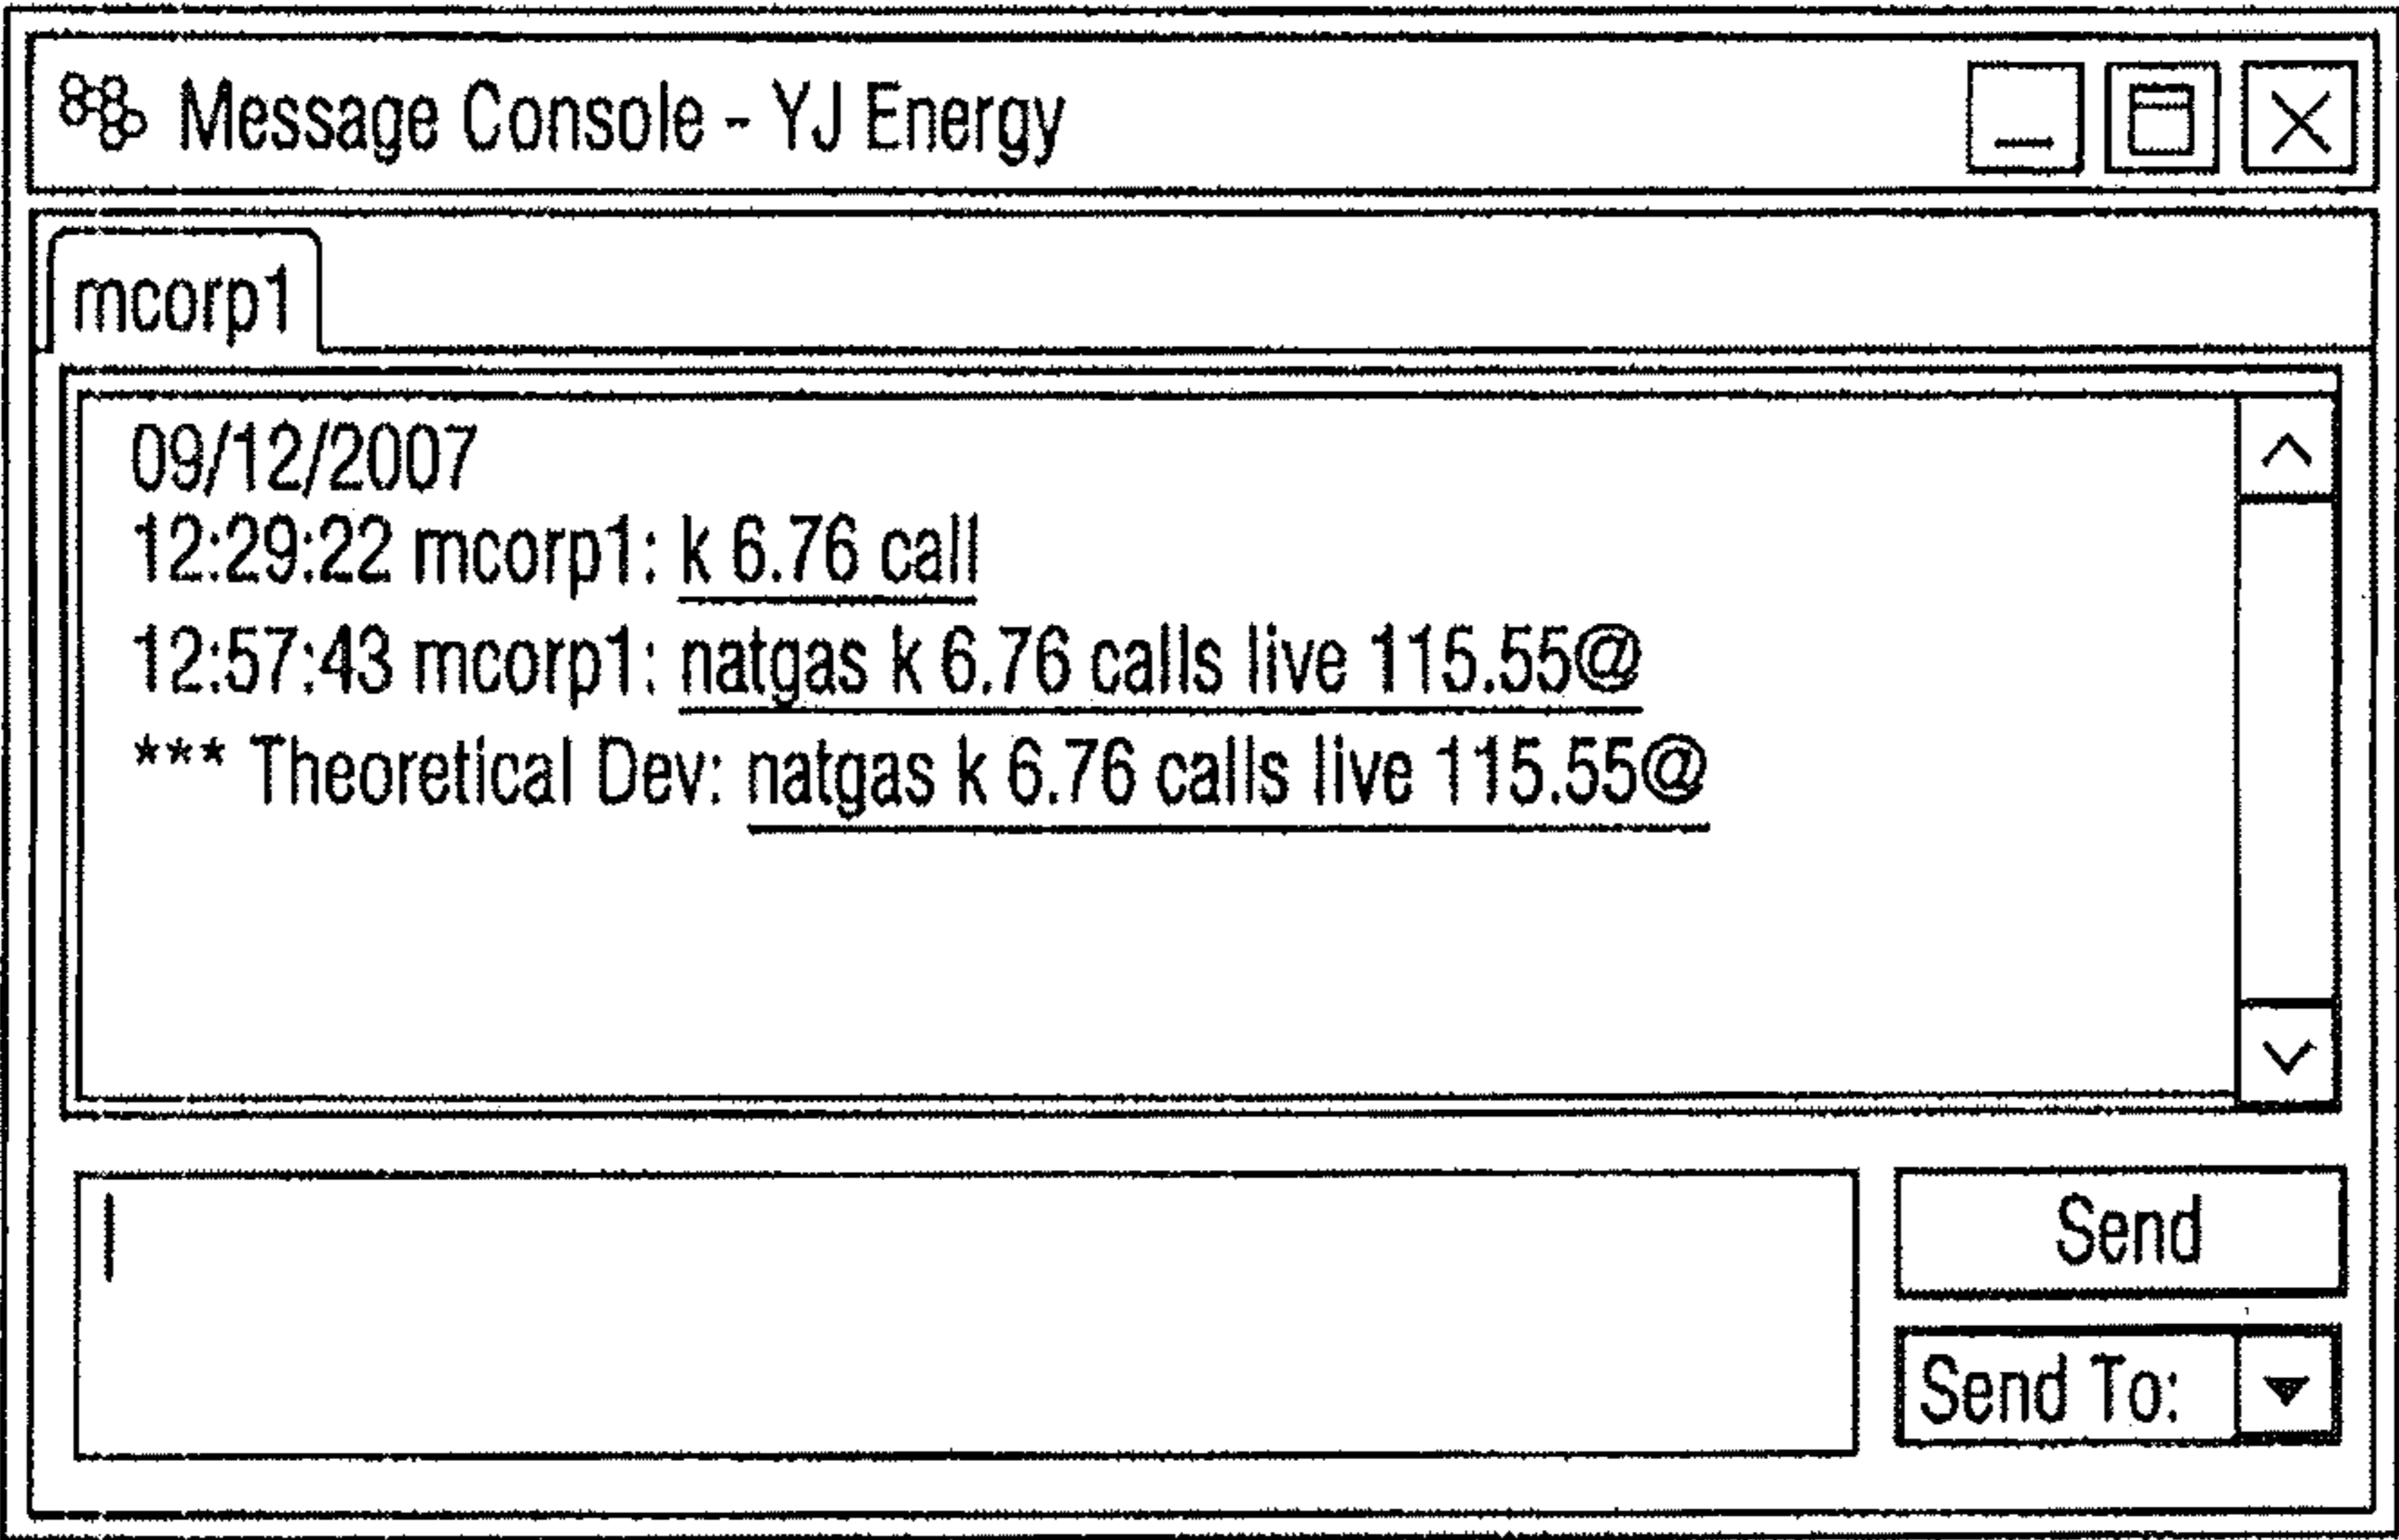 Message Console - YJ Energy
mcorp1
09/12/2007
12:29:22 mcorp1: k 6.76 call
12:57:43 mcorp1: natgas k 6.76 calls live 115.55@
*** Theoretical Dev: natgas k 6.76 calls live 115.55@
Send
Send To: